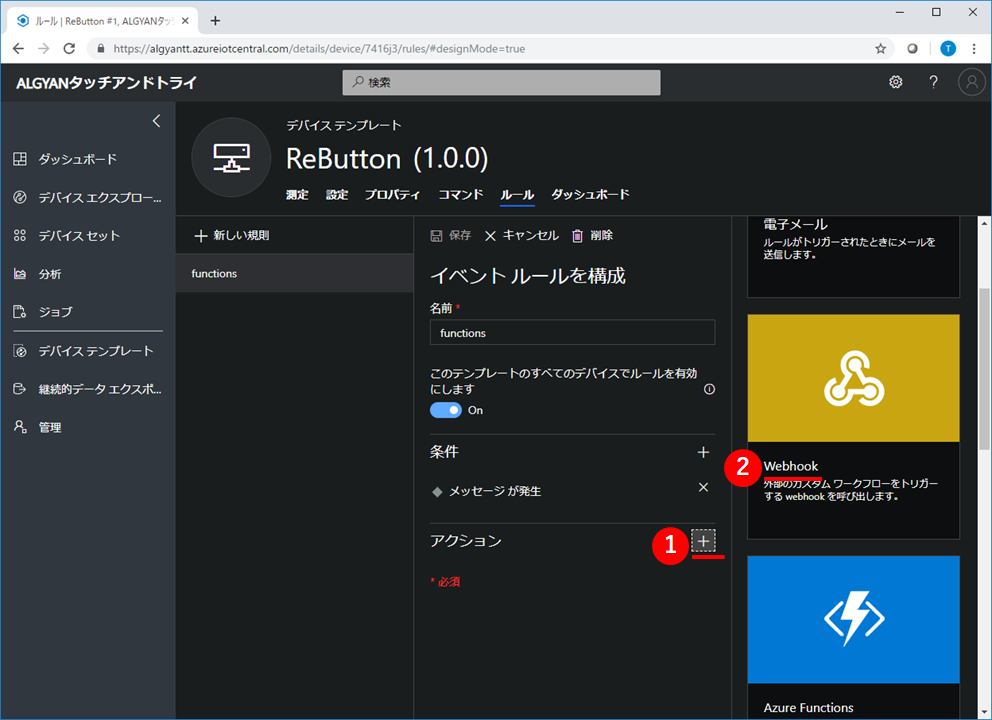 ルール | ReButton #1, ALGYANタッ
https://algyantt.azureiotcentral.com/details/device/7416j3/rules/#designMode=true
T
ALGYANタッチアンドトライ
検索
?
ダッシュボード
デバイス エクスプロー...
デバイス セット
分析
ジョブ
デバイス テンプレート
継続的データ エクスポ...
管理
デバイス テンプレート
ReButton (1.0.0)
測定 設定 プロパティ コマンド ルール ダッシュボード
新しい規則
functions
保存 キャンセル 削除
イベント ルールを構成
名前 *
functions
このテンプレートのすべてのデバイスでルールを有効
にします
On
条件
メッセージ が発生
アクション
1
* 必須
電子メール
ルールがトリガーされたときにメールを
送信します。
2
Webhook
外部のカスタム ワークフローをトリガー
する webhook を呼び出します。
Azure Functions